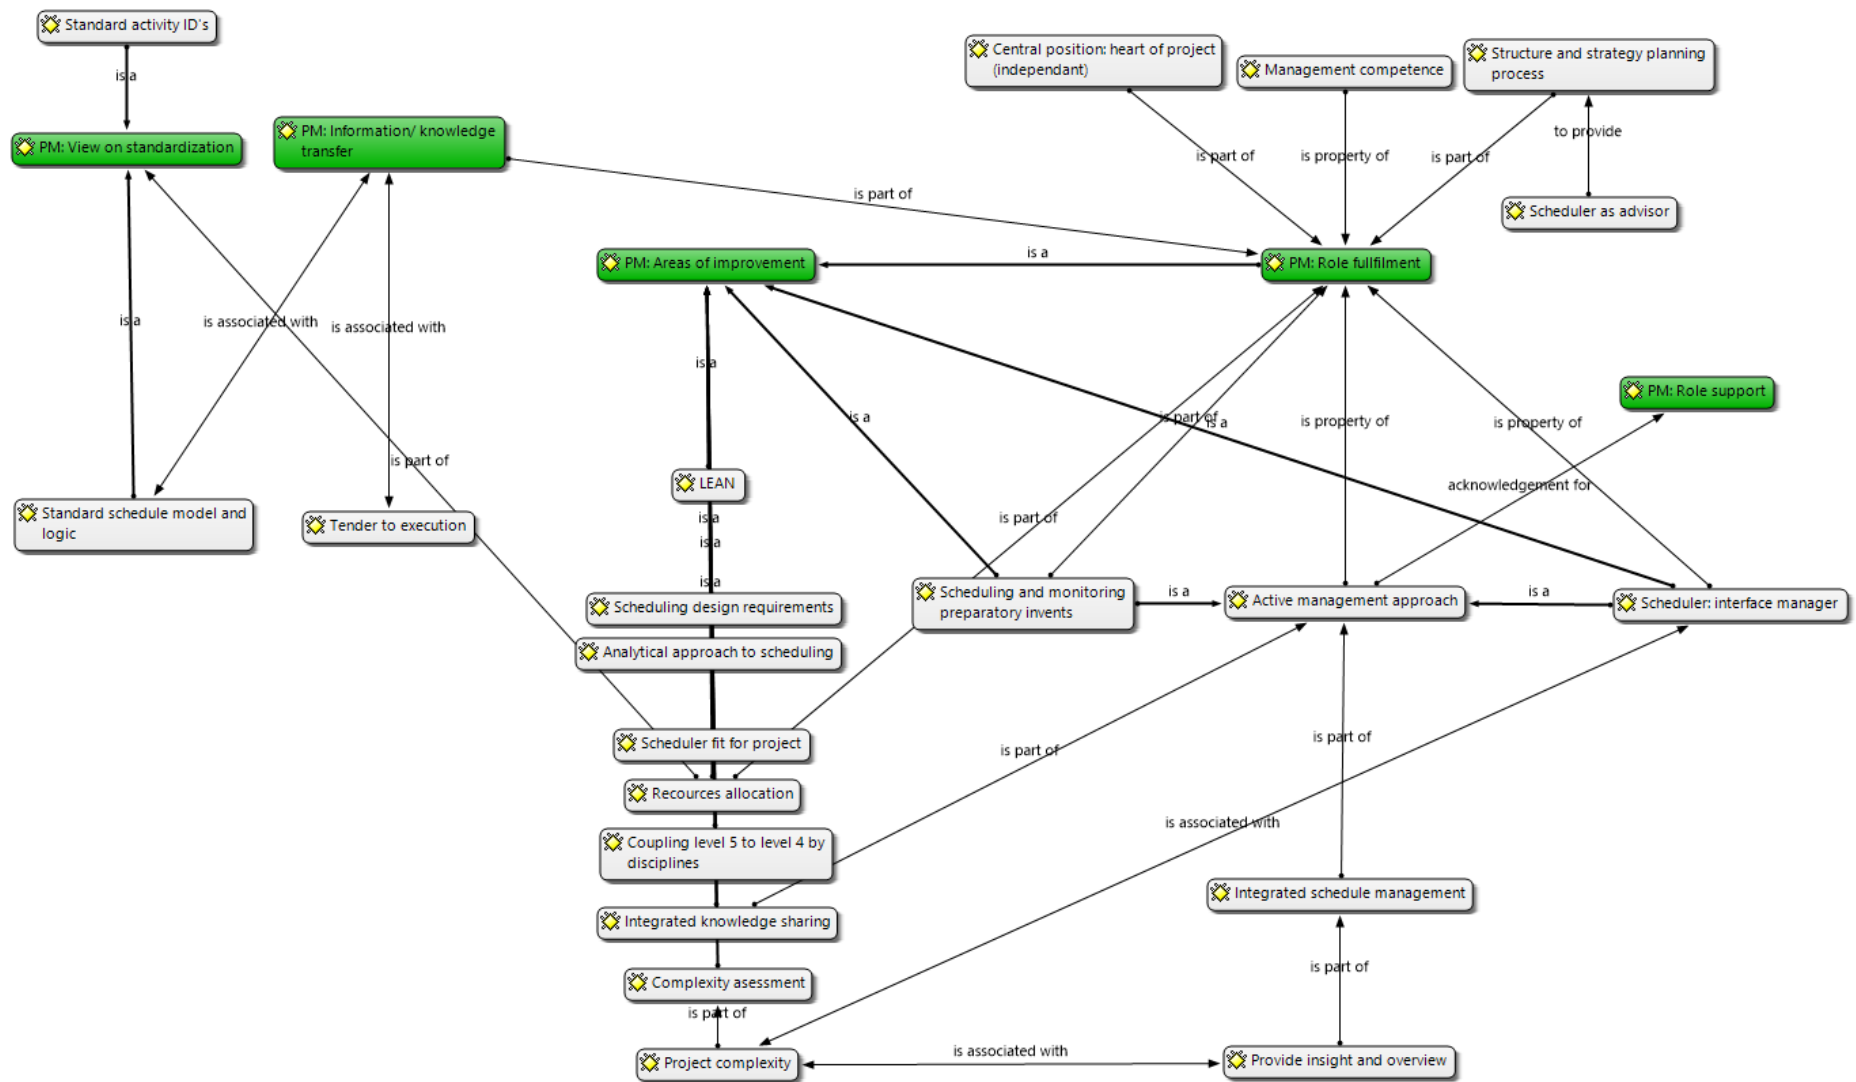 Standard activity ID's
Central position: heart of project
(independant)
Management competence
Structure and strategy planning
process
is a
PM: View on standardization
PM: Information/ knowledge
transfer
to provide
is part of
is property of
is part of
is part of
Scheduler as advisor
PM: Areas of improvement
is a
PM: Role fullfilment
is a
is associated with
is associated with
is a
PM: Role support
is a
is part of
is a
is property of
is property of
is part of
LEAN
acknowledgement for
Standard schedule model and
logic
Tender to execution
is a
is part of
is a
is a
Scheduling design requirements
Scheduling and monitoring
preparatory invents
is a
Active management approach
is a
Scheduler: interface manager
Analytical approach to scheduling
Scheduler fit for project
is part of
is part of
Recources allocation
is associated with
Coupling level 5 to level 4 by
disciplines
Integrated schedule management
Integrated knowledge sharing
is part of
Complexity asessment
is part of
is associated with
Project complexity
Provide insight and overview